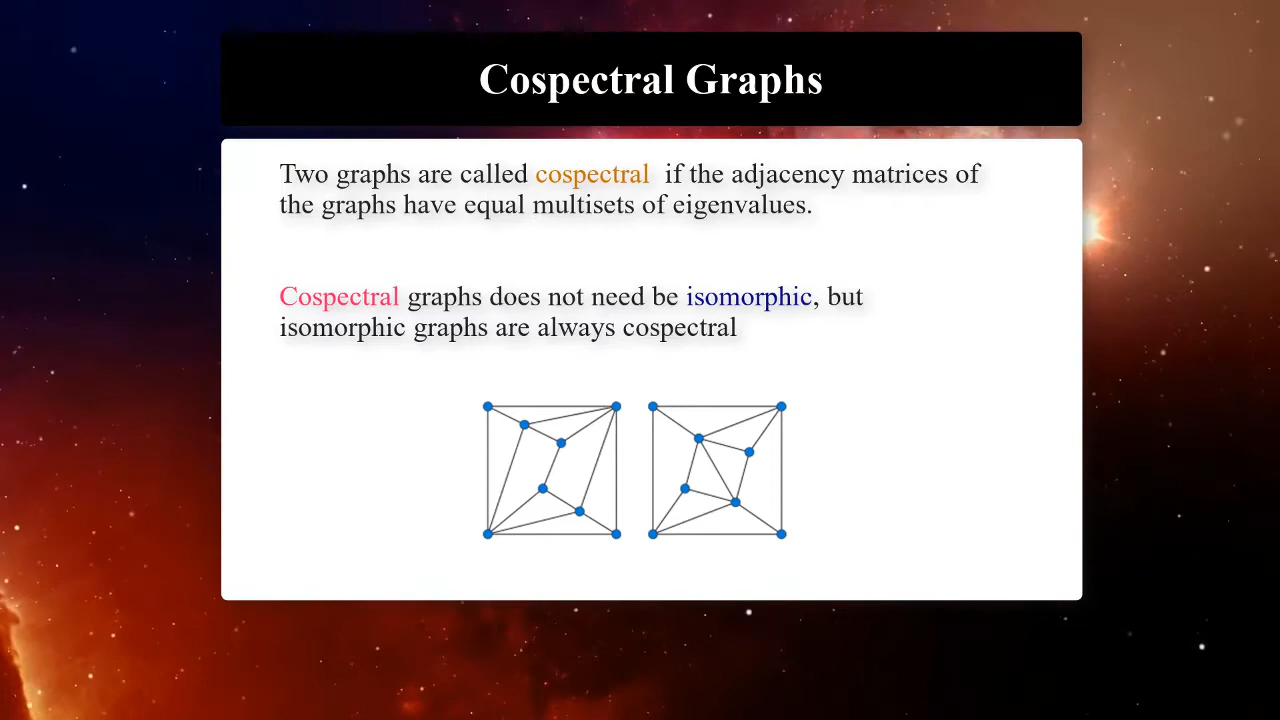 Cospectral Graphs
Two graphs are called cospectral if the adjacency matrices of
the graphs have equal multisets of eigenvalues.
Cospectral graphs does not need be isomorphic, but
isomorphic graphs are always cospectral